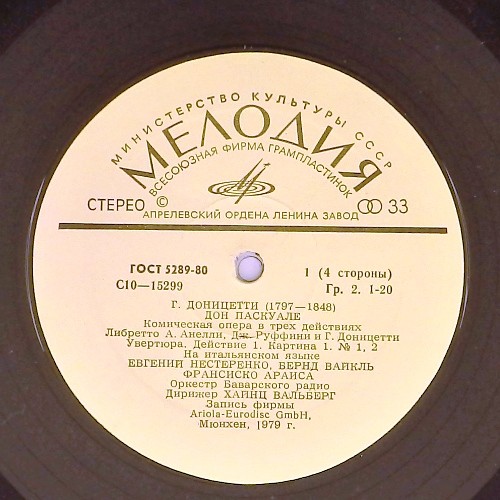 МИНИСТЕРСТВО КУЛЬТУРЫ СССР
МЕЛОДИЯ
ВСЕСОЮЗНАЯ ФИРМА ГРАМПЛАСТИНОК
СТЕРЕО © 33
АПРЕЛЕВСКИЙ ОРДЕНА ЛЕНИНА ЗАВОД
ГОСТ 5289-80 1 (4 стороны)
С10—15299 Гр. 2. 1-20
Г. ДОНИЦЕТТИ (1797—1848)
ДОН ПАСКУАЛЕ
Комическая опера в трех действиях
Либретто А. Анелли, Дж. Руффини и Г. Доницетти
Увертюра. Действие 1. Картина 1. № 1, 2
На итальянском языке
ЕВГЕНИЙ НЕСТЕРЕНКО, БЕРНД ВАЙКЛЬ
ФРАНСИСКО АРАИСА
Оркестр Баварского радио
Дирижер ХАЙНЦ ВАЛЬБЕРГ
Запись фирмы
Ariola-Eurodisc GmbH,
Мюнхен, 1979 г.